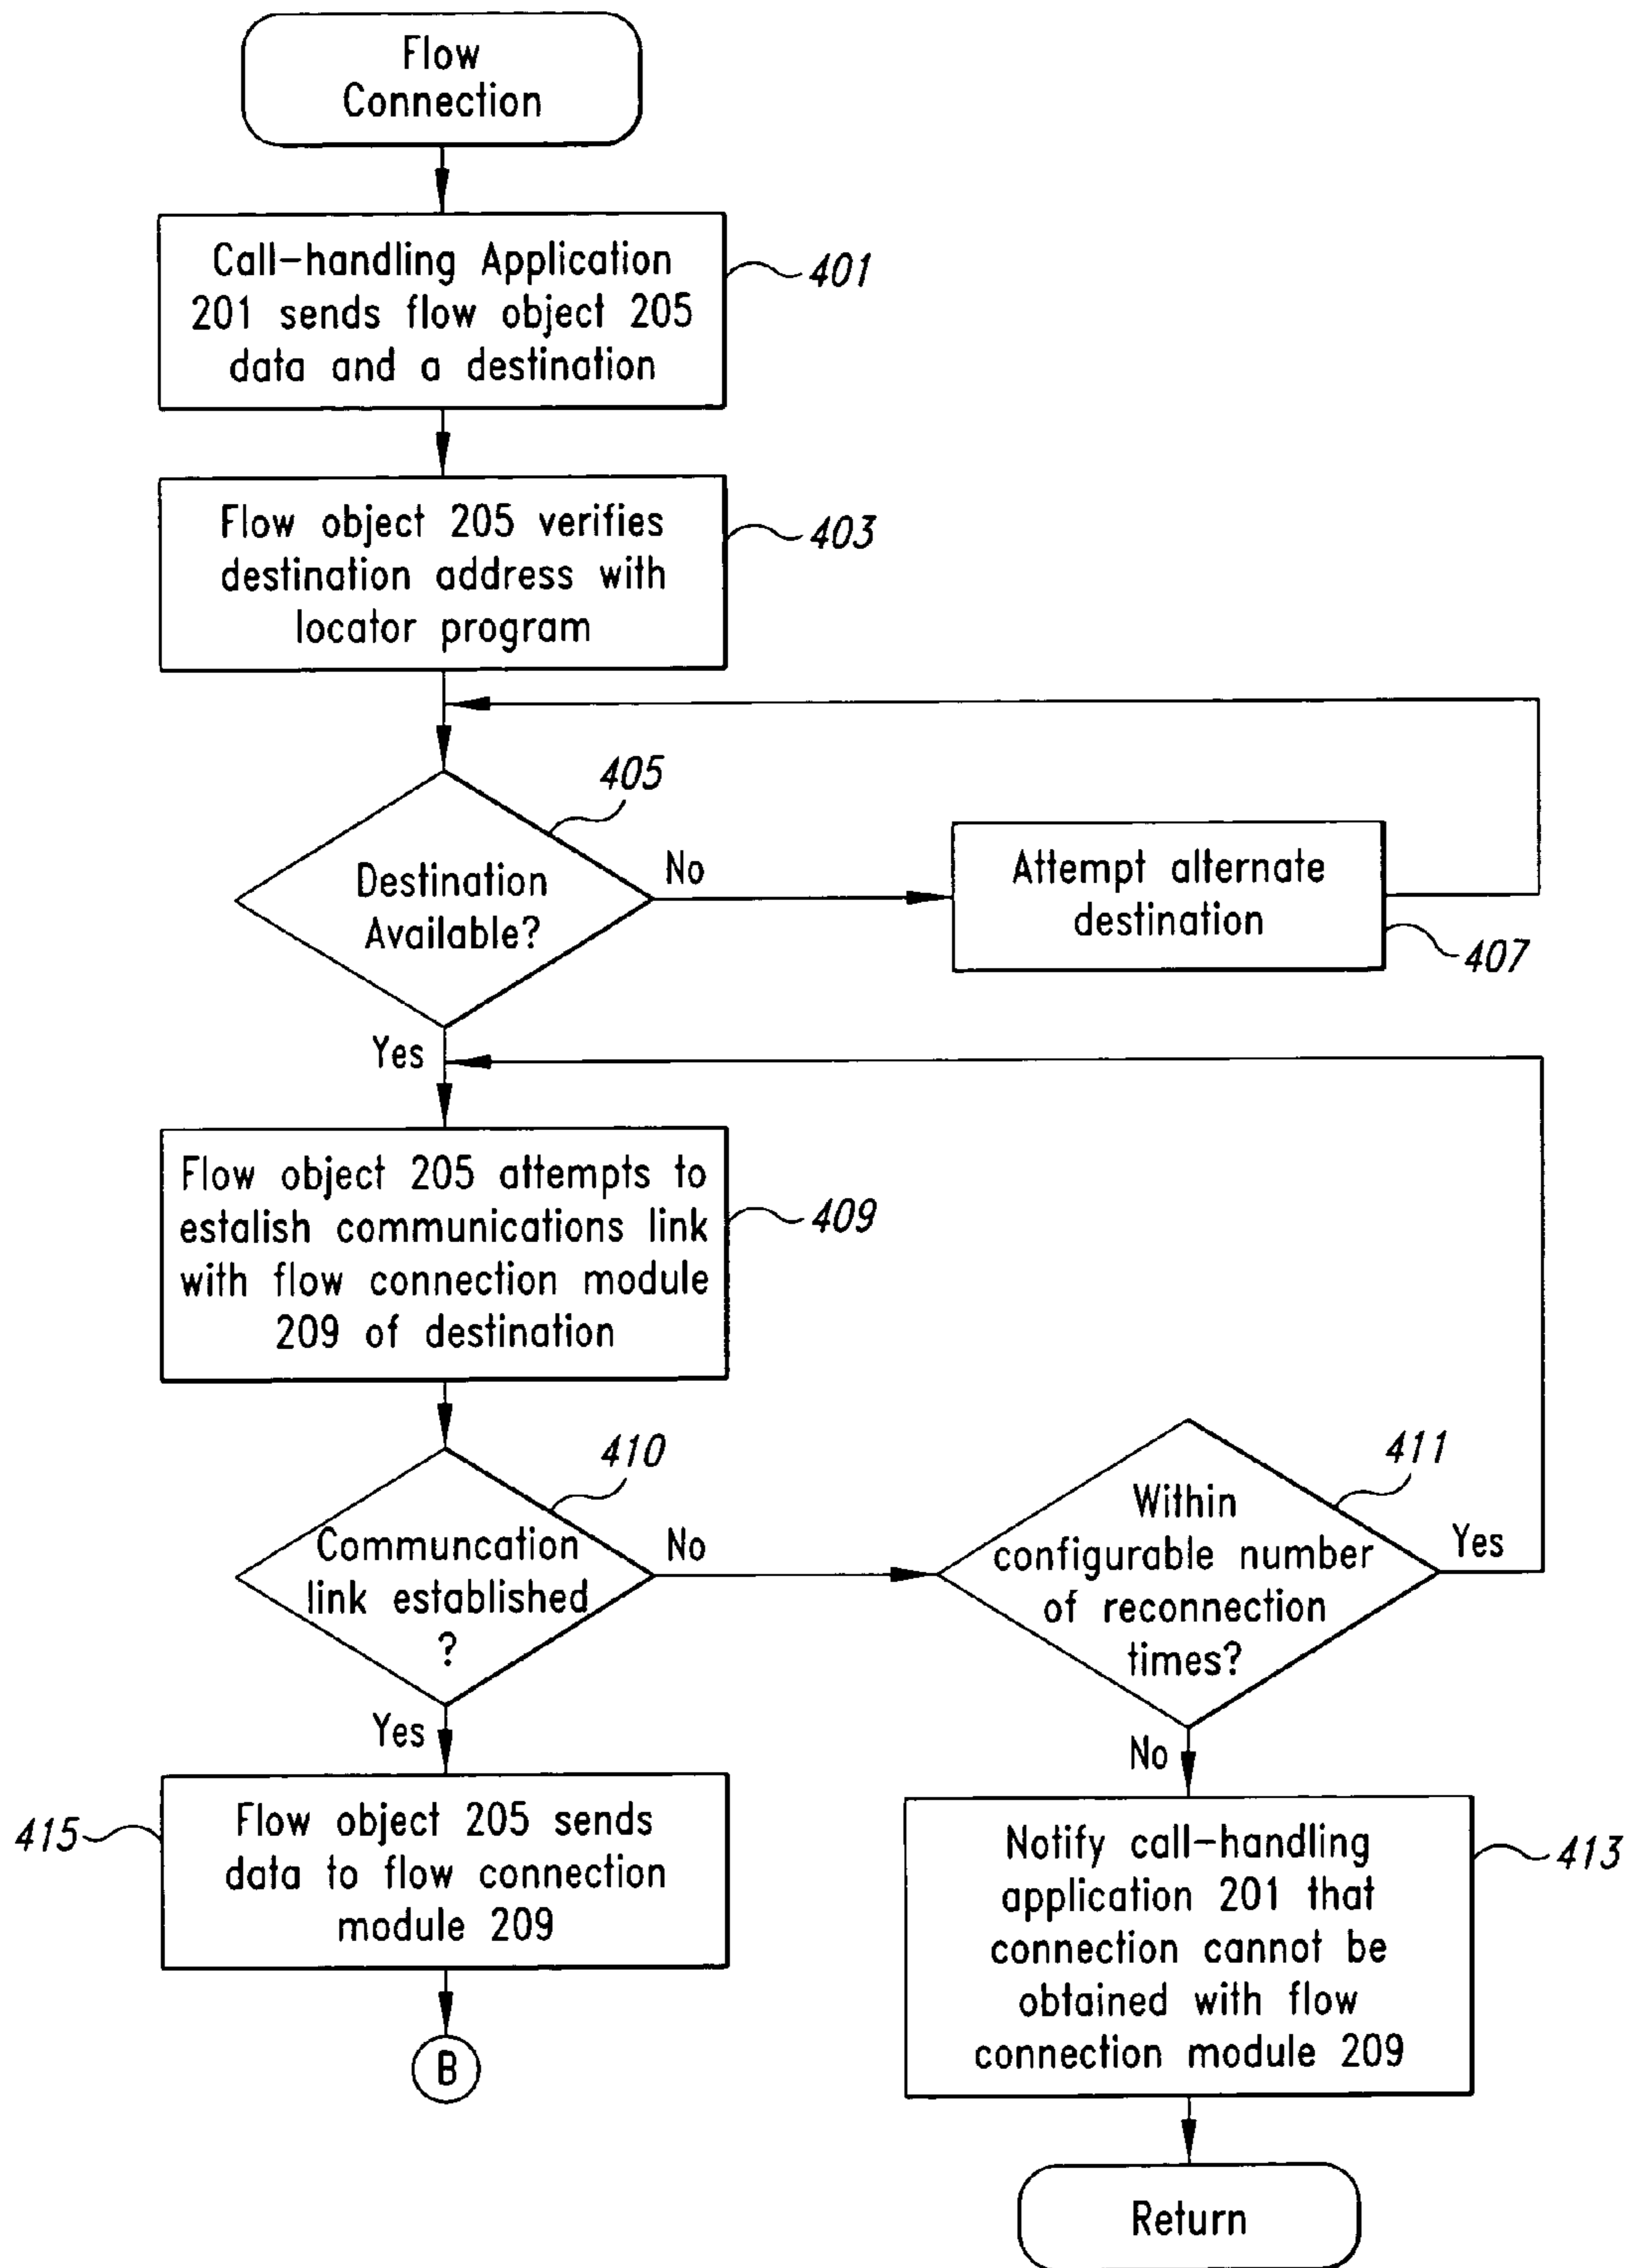 Flow
Connection
Call-handling Application
201 sends flow object 205
data and a destination
401
Flow object 205 verifies
destination address with
locator program
403
405
Destination
Available?
No
Attempt alternate
destination
407
Yes
Flow object 205 attempts to
estalish communications link
with flow connection module
209 of destination
409
410
Communcation
link established
?
No
411
Within
configurable number
of reconnection
times?
Yes
Yes
No
415
Flow object 205 sends
data to flow connection
module 209
Notify call-handling
application 201 that
connection cannot be
obtained with flow
connection module 209
413
B
Return